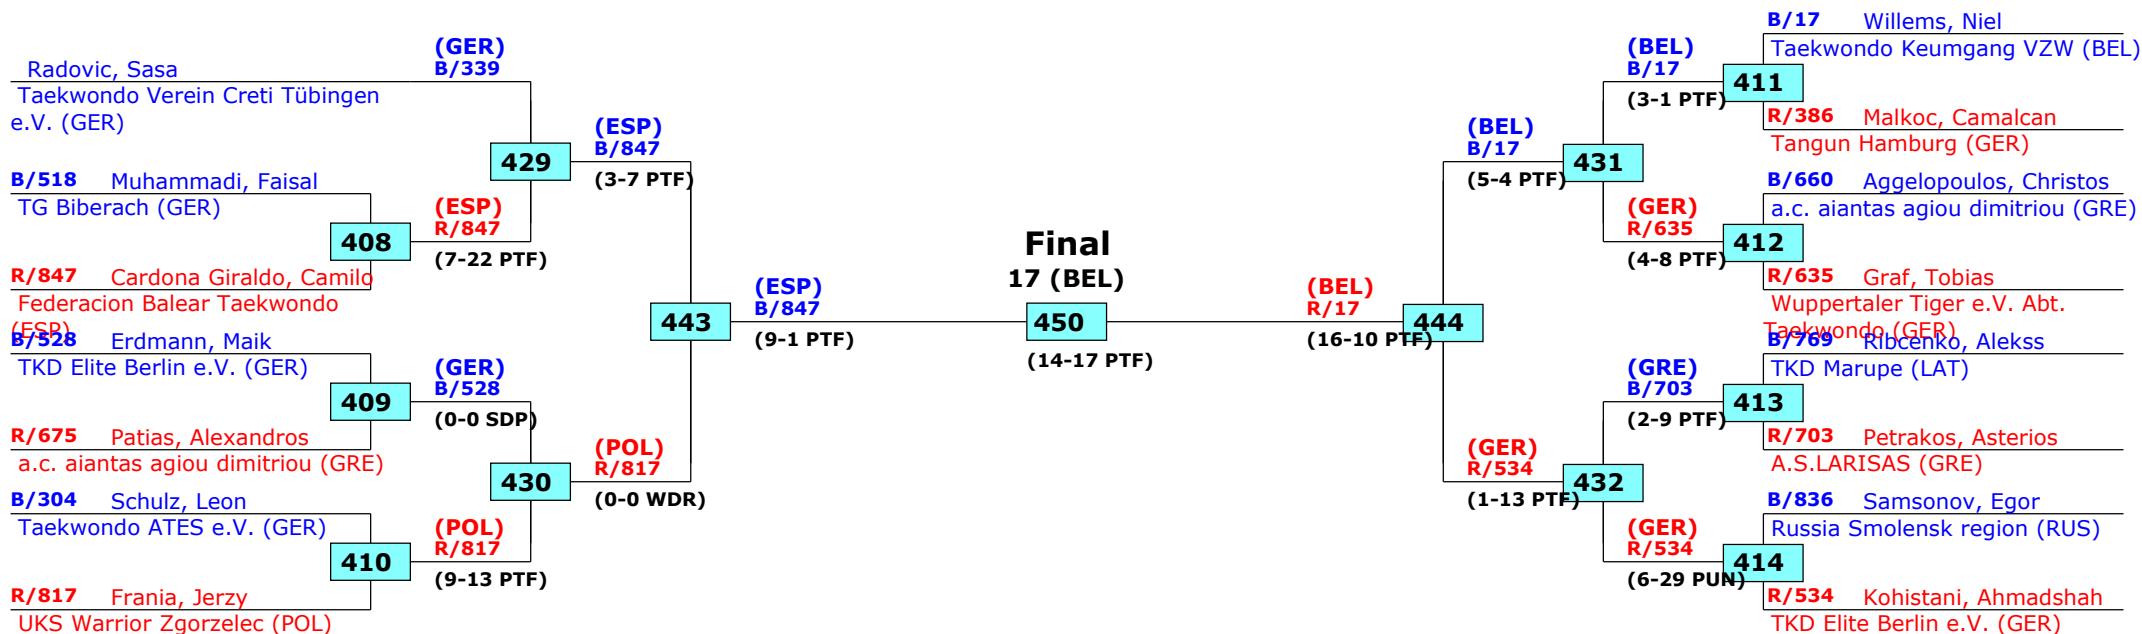 (GER)
B/339
Radovic, Sasa
Taekwondo Verein Creti Tübingen
e.V. (GER)
429
(ESP)
B/847
(3-7 PTF)
B/518 Muhammadi, Faisal
TG Biberach (GER)
408
(ESP)
R/847
(7-22 PTF)
R/847 Cardona Giraldo, Camilo
Federacion Balear Taekwondo
(ESP)
443
(ESP)
B/847
(9-1 PTF)
B/528 Erdmann, Maik
TKD Elite Berlin e.V. (GER)
409
(GER)
B/528
(0-0 SDP)
R/675 Patias, Alexandros
a.c. aiantas agiou dimitriou (GRE)
430
(POL)
R/817
(0-0 WDR)
B/304 Schulz, Leon
Taekwondo ATES e.V. (GER)
410
(POL)
R/817
(9-13 PTF)
R/817 Frania, Jerzy
UKS Warrior Zgorzelec (POL)
Final
17 (BEL)
450
(14-17 PTF)
(BEL)
R/17
444
(16-10 PTF)
(BEL)
B/17
431
(5-4 PTF)
(BEL)
B/17
411
(3-1 PTF)
B/17 Willems, Niel
Taekwondo Keumgang VZW (BEL)
R/386 Malkoc, Camalcan
Tangun Hamburg (GER)
B/660 Aggelopoulos, Christos
a.c. aiantas agiou dimitriou (GRE)
(GER)
R/635
412
(4-8 PTF)
R/635 Graf, Tobias
Wuppertaler Tiger e.V. Abt.
Taekwondo (GER)
B/769 Ribcenko, Alekss
TKD Marupe (LAT)
(GRE)
B/703
413
(2-9 PTF)
R/703 Petrakos, Asterios
A.S.LARISAS (GRE)
(GER)
R/534
432
(1-13 PTF)
B/836 Samsonov, Egor
Russia Smolensk region (RUS)
(GER)
R/534
414
(6-29 PUN)
R/534 Kohistani, Ahmadshah
TKD Elite Berlin e.V. (GER)